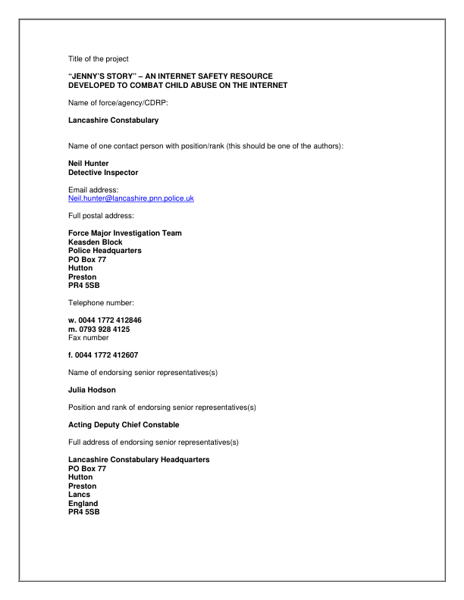 Title of the project
“JENNY’S STORY” – AN INTERNET SAFETY RESOURCE
DEVELOPED TO COMBAT CHILD ABUSE ON THE INTERNET
Name of force/agency/CDRP:
Lancashire Constabulary
Name of one contact person with position/rank (this should be one of the authors):
Neil Hunter
Detective Inspector
Email address:
Neil.hunter@lancashire.pnn.police.uk
Full postal address:
Force Major Investigation Team
Keasden Block
Police Headquarters
PO Box 77
Hutton
Preston
PR4 5SB
Telephone number:
w. 0044 1772 412846
m. 0793 928 4125
Fax number
f. 0044 1772 412607
Name of endorsing senior representatives(s)
Julia Hodson
Position and rank of endorsing senior representatives(s)
Acting Deputy Chief Constable
Full address of endorsing senior representatives(s)
Lancashire Constabulary Headquarters
PO Box 77
Hutton
Preston
Lancs
England
PR4 5SB